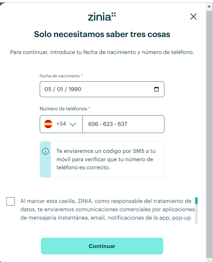 zinia
Solo necesitamos saber tres cosas
Para continuar, introduce tu fecha de nacimiento y número de teléfono.
Fecha de nacimiento *
05 / 01 / 1990
Número de teléfonos *
+34
656 - 623 - 637
Te enviaremos un código por SMS a tu
móvil para verificar que tu número
de teléfono es correcto.
Al marcar esta casilla, ZINIA, como responsable del tratamiento de
datos, te enviaremos comunicaciones comerciales por aplicaciones
de mensajería instantánea, email, notificaciones de la app, pop-up
Continuar